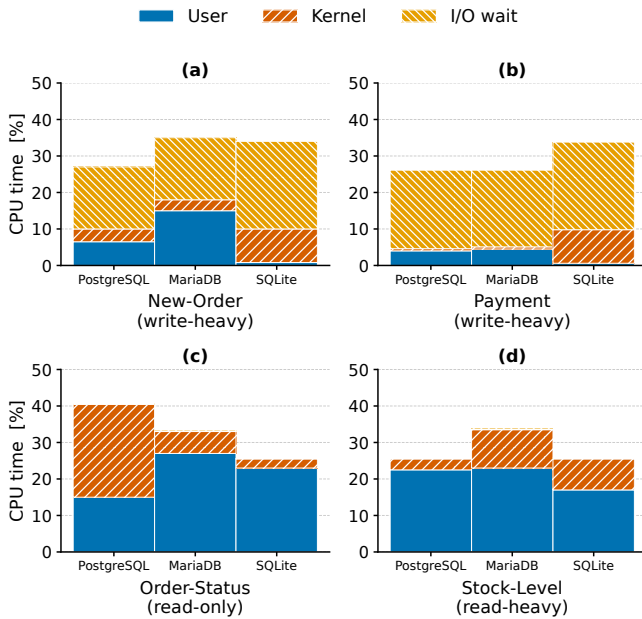 User Kernel I/O wait
(a)
CPU time [%]
50
40
30
20
10
0
PostgreSQL MariaDB SQLite
New-Order
(write-heavy)
(b)
50
40
30
20
10
0
PostgreSQL MariaDB SQLite
Payment
(write-heavy)
(c)
CPU time [%]
50
40
30
20
10
0
PostgreSQL MariaDB SQLite
Order-Status
(read-only)
(d)
50
40
30
20
10
0
PostgreSQL MariaDB SQLite
Stock-Level
(read-heavy)